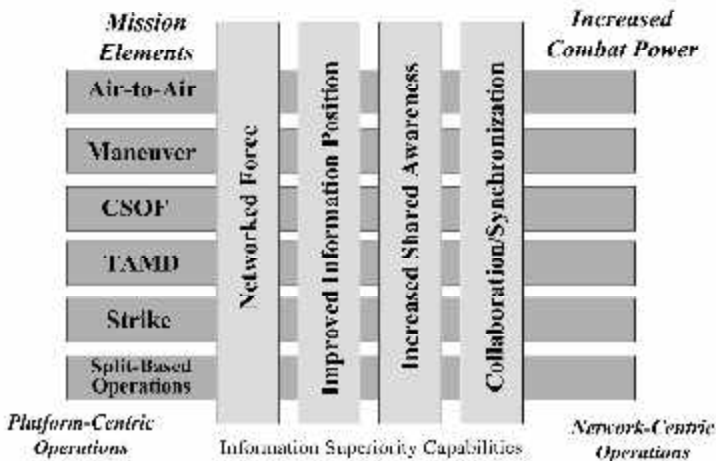 Mission
Elements
Increased
Combat Power
Air-to-Air
Maneuver
CSOF
TAMD
Strike
Split-Based
Operations
Networked Force
Improved Information Position
Increased Shared Awareness
Collaboration/Synchronization
Platform-Centric
Operations
Information Superiority Capabilities
Network-Centric
Operations